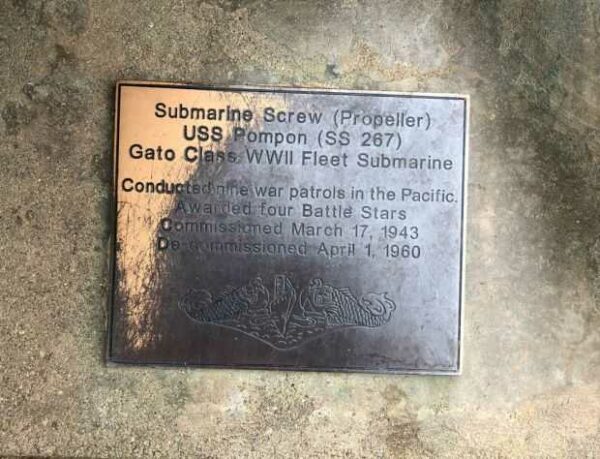 Submarine Screw (Propeller)
USS Pompon (SS 267)
Gato Class WWII Fleet Submarine
Conducted nine war patrols in the Pacific.
Awarded four Battle Stars
Commissioned March 17, 1943
De-commissioned April 1, 1960